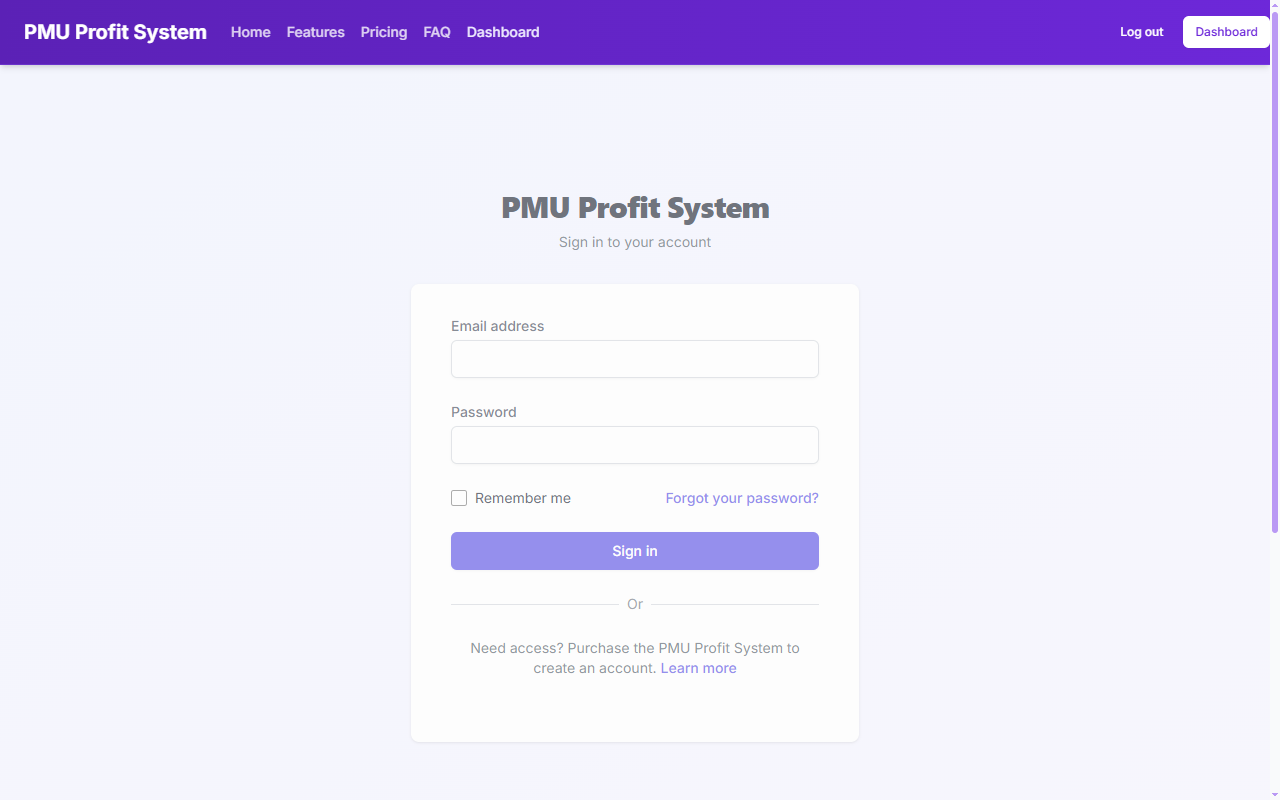 PMU Profit System Home Features Pricing FAQ Dashboard Log out Dashboard
PMU Profit System
Sign in to your account
Email address
Password
Remember me Forgot your password?
Sign in
Or
Need access? Purchase the PMU Profit System to
create an account. Learn more